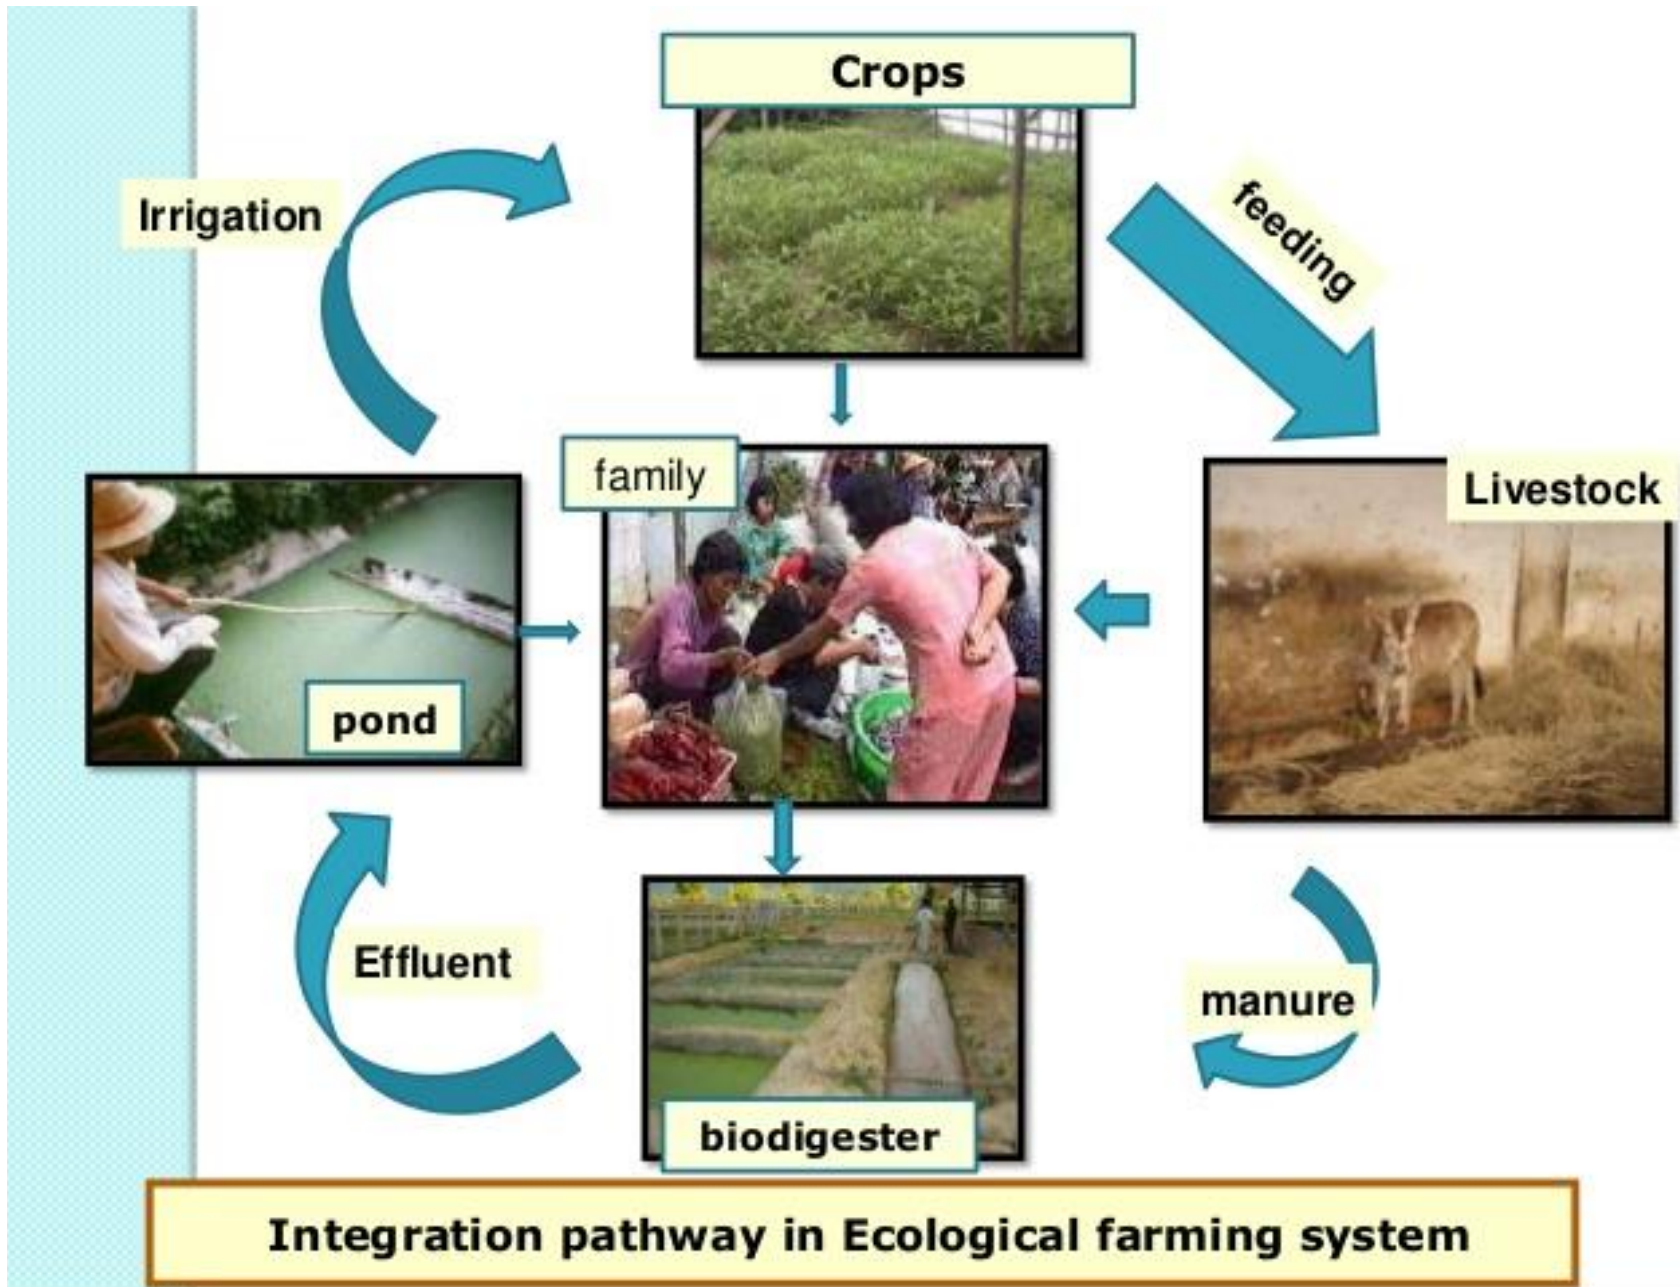 Crops
Irrigation
feeding
family
Livestock
pond
Effluent
manure
biodigester
Integration pathway in Ecological farming system